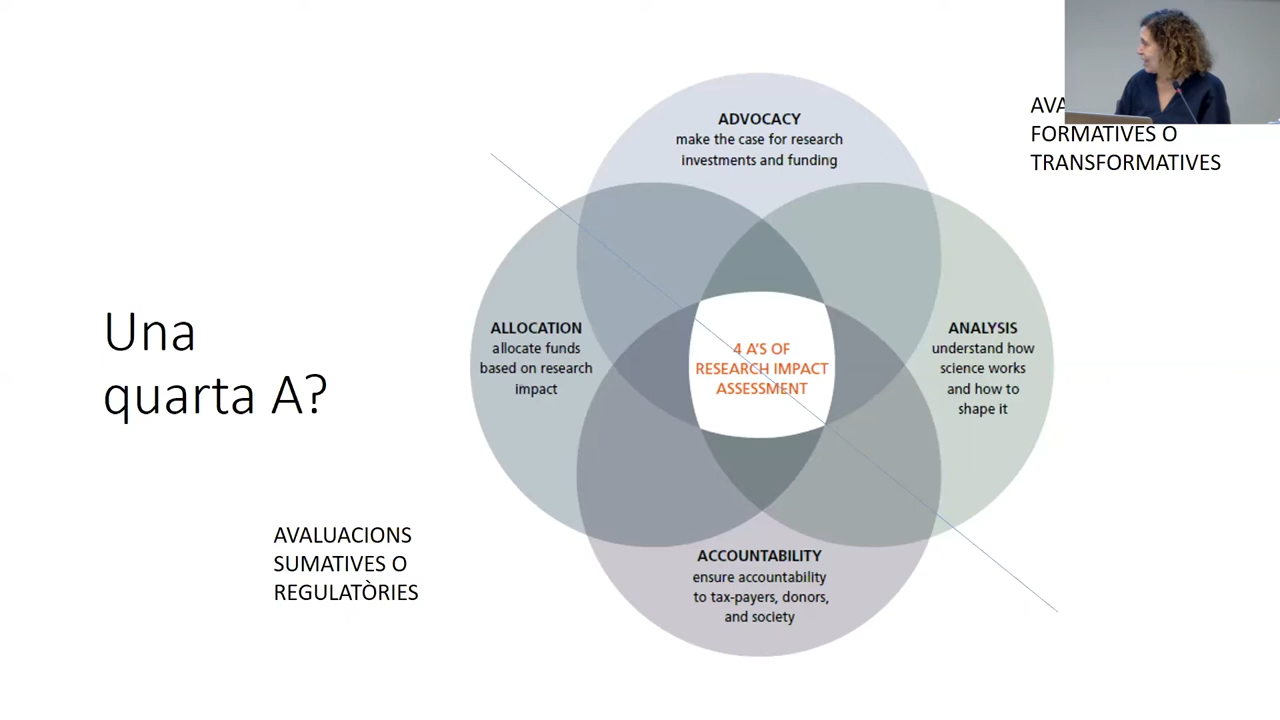 ADVOCACY
make the case for research
investments and funding
FORMATIVES O
TRANSFORMATIVES
Una
quarta A?
ALLOCATION
allocate funds
based on research
impact
4 A'S OF
RESEARCH IMPACT
ASSESSMENT
ANALYSIS
understand how
science works
and how to
shape it
AVALUACIONS
SUMATIVES O
REGULATÒRIES
ACCOUNTABILITY
ensure accountability
to tax-payers, donors,
and society